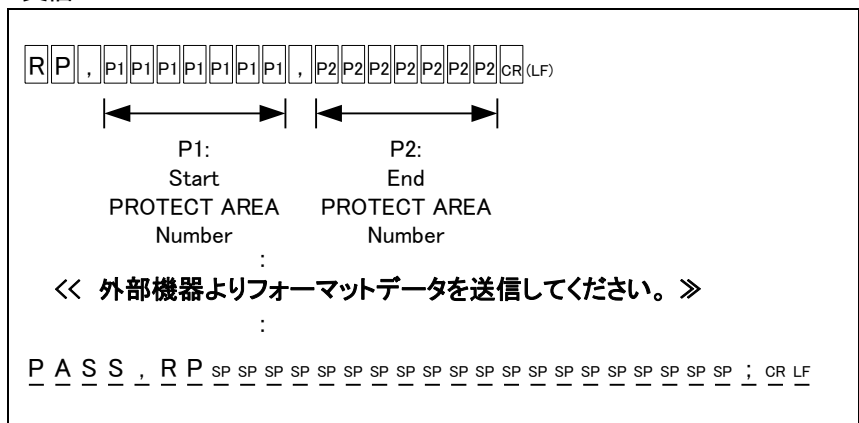 RP,P1P1P1P1P1P1P1,P2P2P2P2P2P2P2CR(LF)
P1: P2:
Start End
PROTECT AREA PROTECT AREA
Number Number
:
≪ 外部機器よりフォーマットデータを送信してください。 ≫
:
P A S S , R P SP SP SP SP SP SP SP SP SP SP SP SP SP SP SP SP SP SP SP SP ; CR LF